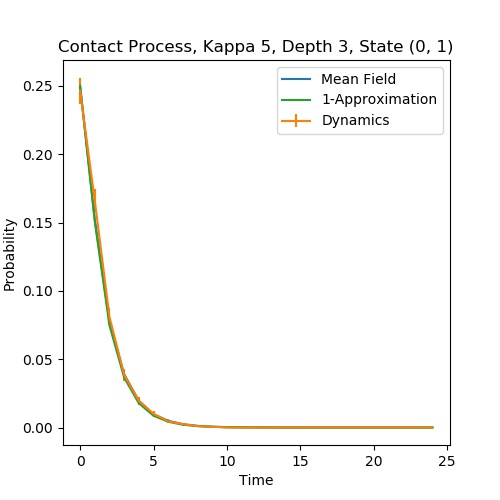 Contact Process, Kappa 5, Depth 3, State (0, 1)
Mean Field
1-Approximation
Dynamics
Probability
0.25
0.20
0.15
0.10
0.05
0.00
0 5 10 15 20 25
Time